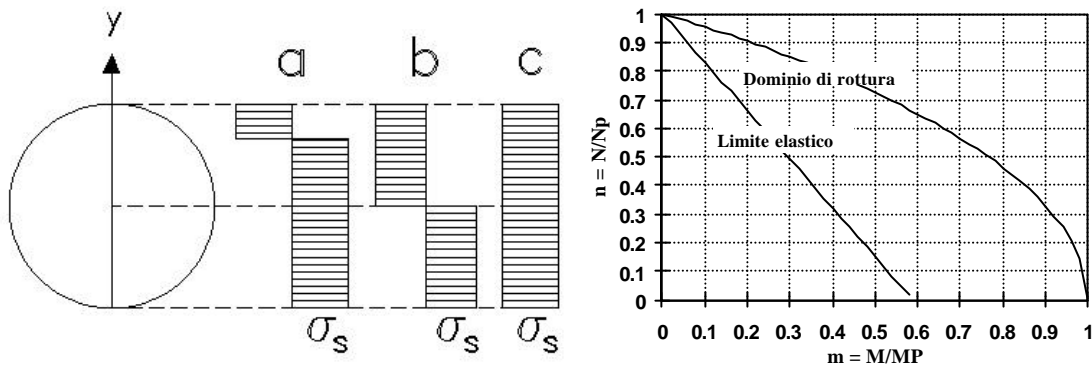 y
a b c
σs σs σs
1
0.9
0.8
0.7
0.6
0.5
0.4
0.3
0.2
0.1
0
n = N/Np
Dominio di rottura
Limite elastico
0 0.1 0.2 0.3 0.4 0.5 0.6 0.7 0.8 0.9 1
m = M/MP